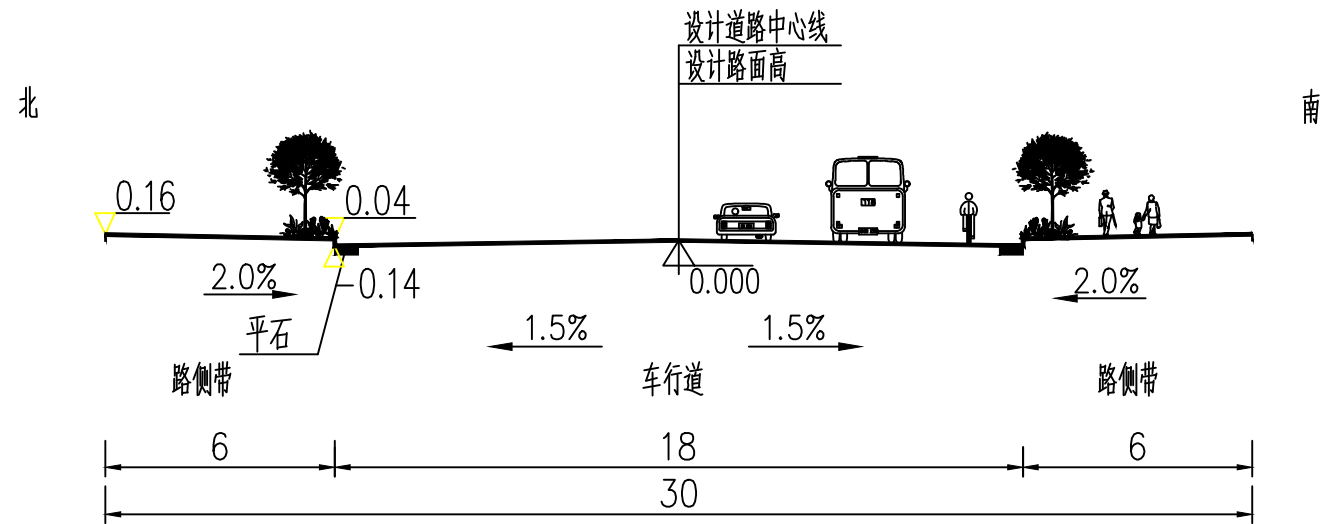 设计道路中心线
设计路面高
北
南
0.16
0.04
0.000
-0.14
2.0%
2.0%
1.5%
1.5%
平石
路侧带
车行道
路侧带
6
18
6
30